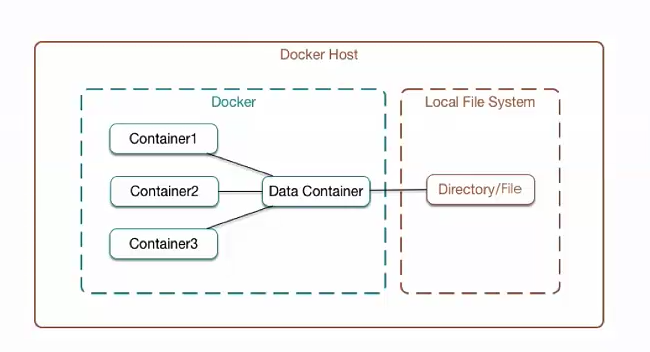 Docker Host
Docker
Local File System
Container1
Container2
Data Container
Directory/File
Container3